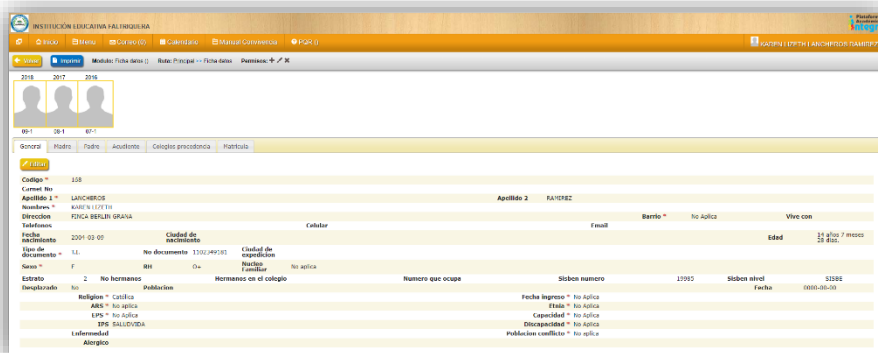 INSTITUCIÓN EDUCATIVA FALTRIQUERA
Plataforma
Académica
Integra
Inicio Menu Correo (0) Calendario Manual Convivencia PQR ()
KAREN LIZETH LANCHEROS RAMIREZ
Volver Imprimir Modulo: Ficha datos () Ruta: Principal >> Ficha datos Permisos:
2018 2017 2016
09-1 08-1 07-1
General Madre Padre Acudiente Colegios procedencia Matricula
Editar
Codigo * 158
Carnet No
Apellido 1 * LANCHEROS Apellido 2 RAMIREZ
Nombres * KAREN LIZETH
Direccion FINCA BERLIN GRANA Barrio * No Aplica Vive con
Telefonos Celular Email
Fecha nacimiento 2004-03-09 Ciudad de nacimiento Edad 14 años 7 meses 28 dias.
Tipo de documento * T.I. No documento 1102349181 Ciudad de expedicion
Sexo * F RH O+ Nucleo Familiar No aplica
Estrato 2 No hermanos Hermanos en el colegio Numero que ocupa Sisben numero 19985 Sisben nivel SISBE
Desplazado No Poblacion Fecha 0000-00-00
Religion * Católica Fecha ingreso * No Aplica
ARS * No aplica Etnia * No Aplica
EPS * No Aplica Capacidad * No Aplica
IPS SALUDVIDA Discapacidad * No Aplica
Enfermedad Poblacion conflicto * No aplica
Alergico